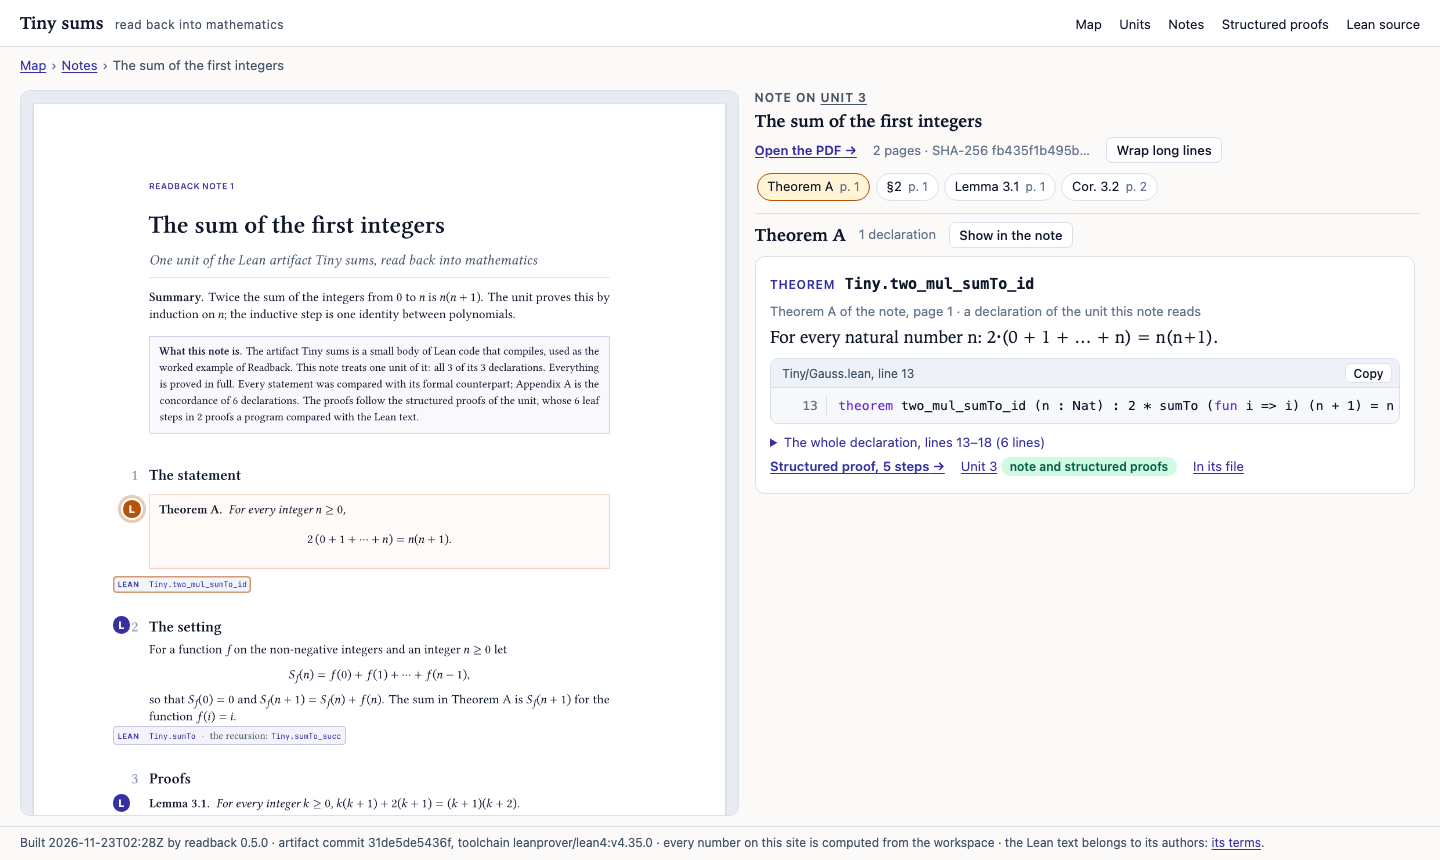 Tiny sums read back into mathematics
Map Units Notes Structured proofs Lean source
Map › Notes › The sum of the first integers
READBACK NOTE 1
The sum of the first integers
One unit of the Lean artifact Tiny sums, read back into mathematics
Summary. Twice the sum of the integers from 0 to n is n(n + 1). The unit proves this by
induction on n; the inductive step is one identity between polynomials.
What this note is. The artifact Tiny sums is a small body of Lean code that compiles, used as the
worked example of Readback. This note treats one unit of it: all 3 of its 3 declarations. Everything
is proved in full. Every statement was compared with its formal counterpart; Appendix A is the
concordance of 6 declarations. The proofs follow the structured proofs of the unit, whose 6 leaf
steps in 2 proofs a program compared with the Lean text.
1 The statement
L
Theorem A. For every integer n ≥ 0,
2 (0 + 1 + ⋯ + n) = n(n + 1).
LEAN Tiny.two_mul_sumTo_id
L 2 The setting
For a function f on the non-negative integers and an integer n ≥ 0 let
S_f(n) = f(0) + f(1) + ⋯ + f(n − 1),
so that S_f(0) = 0 and S_f(n + 1) = S_f(n) + f(n). The sum in Theorem A is S_f(n + 1) for the
function f(i) = i.
LEAN Tiny.sumTo · the recursion: Tiny.sumTo_succ
3 Proofs
L Lemma 3.1. For every integer k ≥ 0, k(k + 1) + 2(k + 1) = (k + 1)(k + 2).
NOTE ON UNIT 3
The sum of the first integers
Open the PDF → 2 pages · SHA-256 fb435f1b495b… Wrap long lines
Theorem A p. 1 §2 p. 1 Lemma 3.1 p. 1 Cor. 3.2 p. 2
Theorem A 1 declaration Show in the note
THEOREM Tiny.two_mul_sumTo_id
Theorem A of the note, page 1 · a declaration of the unit this note reads
For every natural number n: 2·(0 + 1 + … + n) = n(n+1).
Tiny/Gauss.lean, line 13 Copy
13 theorem two_mul_sumTo_id (n : Nat) : 2 * sumTo (fun i => i) (n + 1) = n
▶ The whole declaration, lines 13–18 (6 lines)
Structured proof, 5 steps → Unit 3 note and structured proofs In its file
Built 2026-11-23T02:28Z by readback 0.5.0 · artifact commit 31de5de5436f, toolchain leanprover/lean4:v4.35.0 · every number on this site is computed from the workspace · the Lean text belongs to its authors: its terms.